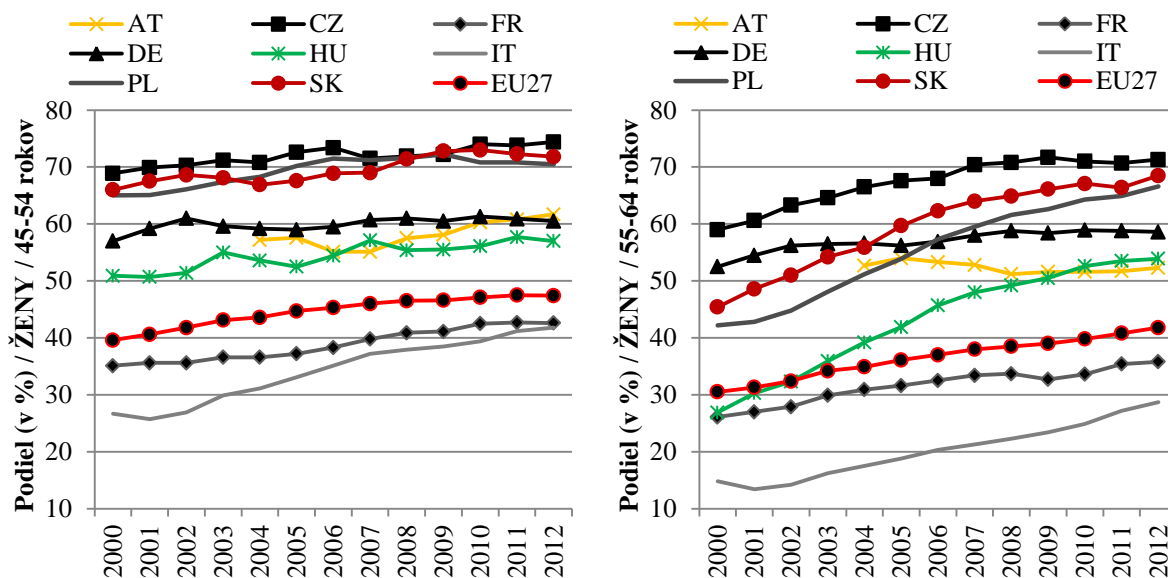 AT CZ FR
DE HU IT
PL SK EU27
Podiel (v %) / ŽENY / 45-54 rokov
80
70
60
50
40
30
20
10
2000 2001 2002 2003 2004 2005 2006 2007 2008 2009 2010 2011 2012
AT CZ FR
DE HU IT
PL SK EU27
Podiel (v %) / ŽENY / 55-64 rokov
80
70
60
50
40
30
20
10
2000 2001 2002 2003 2004 2005 2006 2007 2008 2009 2010 2011 2012